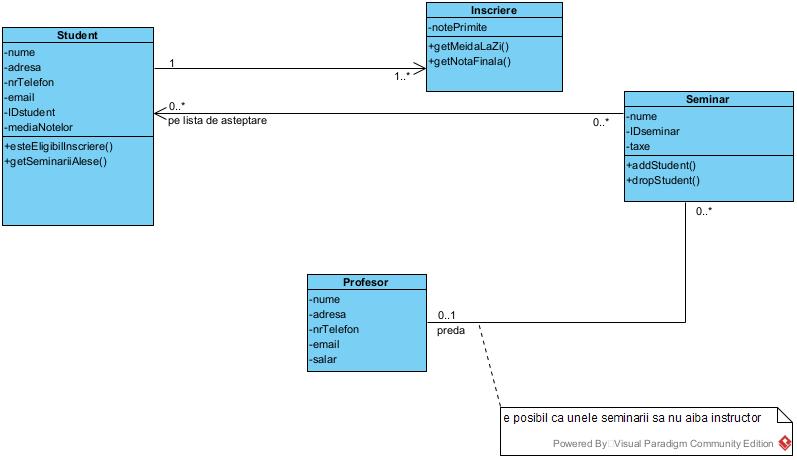 Student
-nume
-adresa
-nrTelefon
-email
-IDstudent
-mediaNotelor
+esteEligibilInscriere()
+getSeminariiAlese()
1
1..*
Inscriere
-notePrimite
+getMeidaLaZi()
+getNotaFinala()
0..*
pe lista de asteptare
0..*
Seminar
-nume
-IDseminar
-taxe
+addStudent()
+dropStudent()
0..*
Profesor
-nume
-adresa
-nrTelefon
-email
-salar
0..1
preda
e posibil ca unele seminarii sa nu aiba instructor
Powered By Visual Paradigm Community Edition